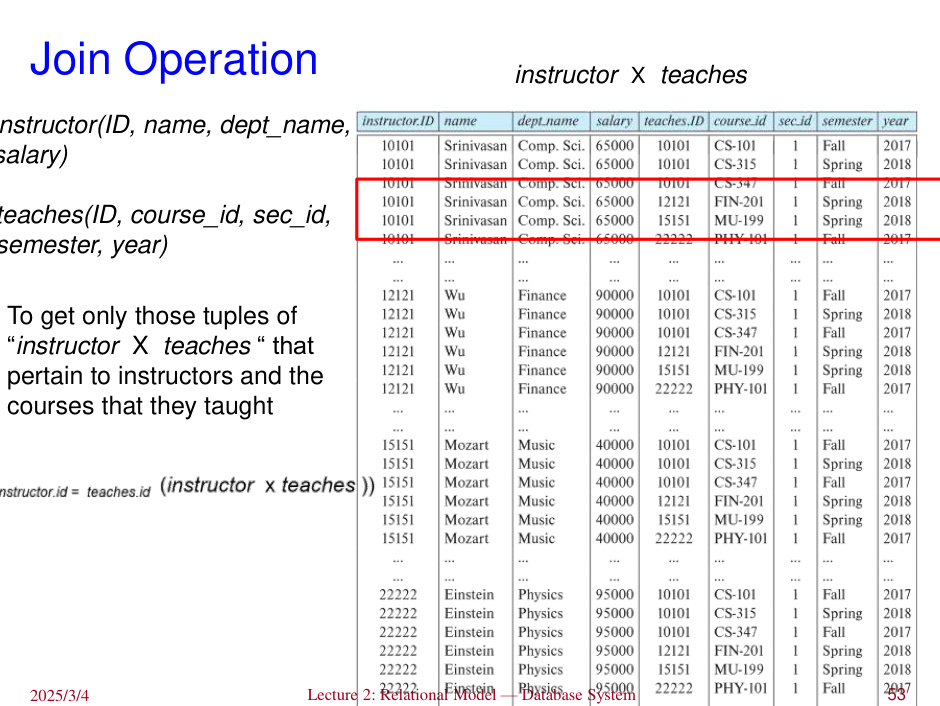 Join Operation
instructor X teaches
nstructor(ID, name, dept_name,
salary)
teaches(ID, course_id, sec_id,
semester, year)
To get only those tuples of
“instructor X teaches “ that
pertain to instructors and the
courses that they taught
nstructor.id = teaches.id (instructor x teaches ))
instructor.ID name dept_name salary teaches.ID course_id sec_id semester year
10101 Srinivasan Comp. Sci. 65000 10101 CS-101 1 Fall 2017
10101 Srinivasan Comp. Sci. 65000 10101 CS-315 1 Spring 2018
10101 Srinivasan Comp. Sci. 65000 10101 CS-347 1 Fall 2017
10101 Srinivasan Comp. Sci. 65000 12121 FIN-201 1 Spring 2018
10101 Srinivasan Comp. Sci. 65000 15151 MU-199 1 Spring 2018
10101 Srinivasan Comp. Sci. 65000 22222 PHY-101 1 Fall 2017
... ... ... ... ... ... ... ... ...
... ... ... ... ... ... ... ... ...
12121 Wu Finance 90000 10101 CS-101 1 Fall 2017
12121 Wu Finance 90000 10101 CS-315 1 Spring 2018
12121 Wu Finance 90000 10101 CS-347 1 Fall 2017
12121 Wu Finance 90000 12121 FIN-201 1 Spring 2018
12121 Wu Finance 90000 15151 MU-199 1 Spring 2018
12121 Wu Finance 90000 22222 PHY-101 1 Fall 2017
... ... ... ... ... ... ... ... ...
... ... ... ... ... ... ... ... ...
15151 Mozart Music 40000 10101 CS-101 1 Fall 2017
15151 Mozart Music 40000 10101 CS-315 1 Spring 2018
15151 Mozart Music 40000 10101 CS-347 1 Fall 2017
15151 Mozart Music 40000 12121 FIN-201 1 Spring 2018
15151 Mozart Music 40000 15151 MU-199 1 Spring 2018
15151 Mozart Music 40000 22222 PHY-101 1 Fall 2017
... ... ... ... ... ... ... ... ...
... ... ... ... ... ... ... ... ...
22222 Einstein Physics 95000 10101 CS-101 1 Fall 2017
22222 Einstein Physics 95000 10101 CS-315 1 Spring 2018
22222 Einstein Physics 95000 10101 CS-347 1 Fall 2017
22222 Einstein Physics 95000 12121 FIN-201 1 Spring 2018
22222 Einstein Physics 95000 15151 MU-199 1 Spring 2018
22222 Einstein Physics 95000 22222 PHY-101 1 Fall 2017
2025/3/4
Lecture 2: Relational Model — Database System
53